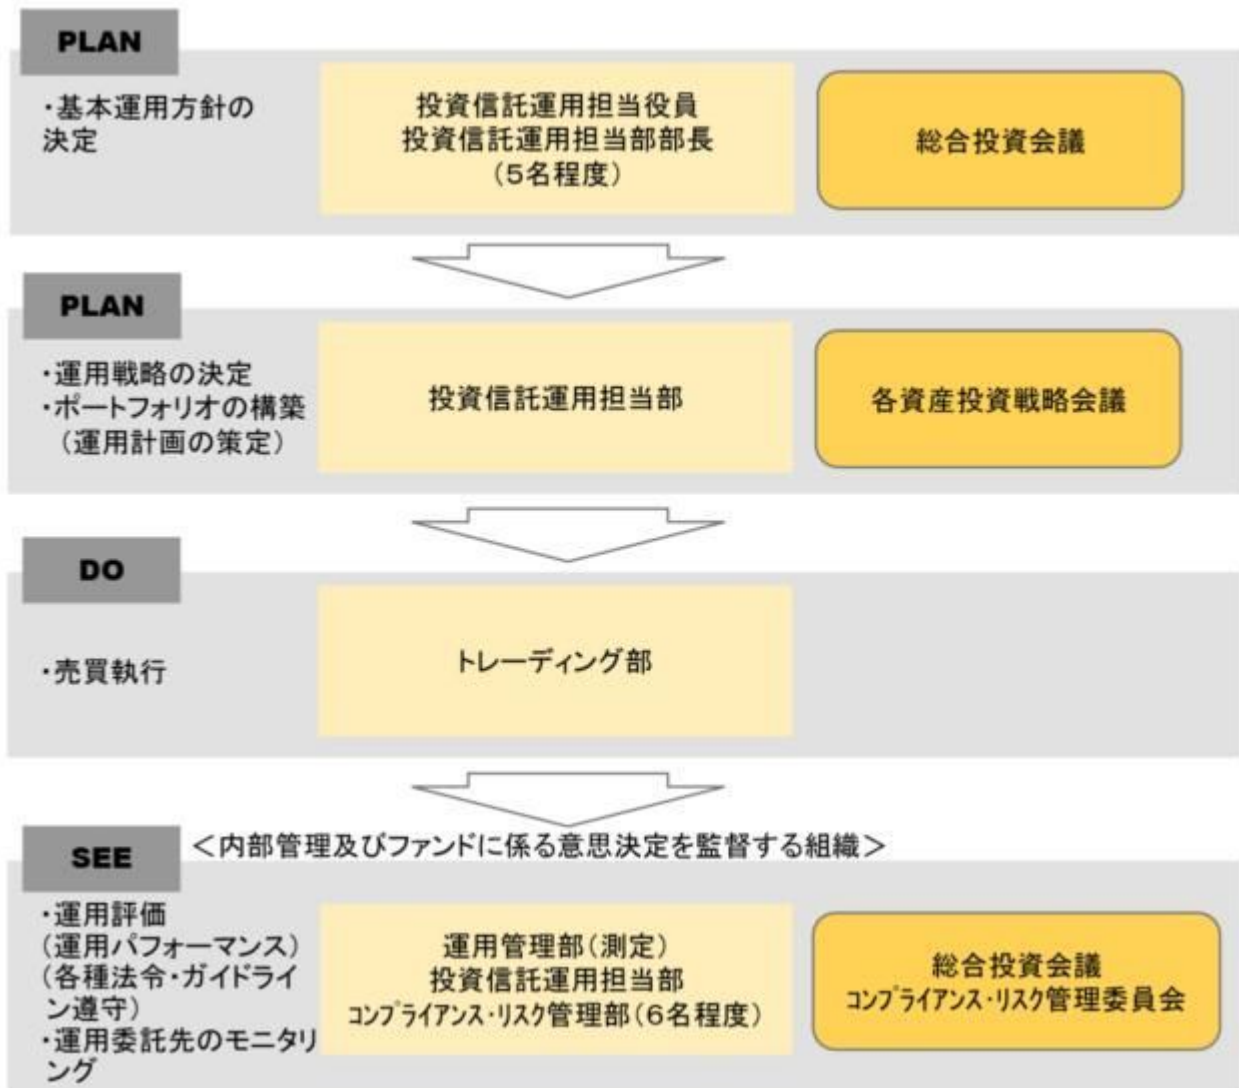 PLAN
・基本運用方針の
決定
投資信託運用担当役員
投資信託運用担当部部長
(5名程度)
総合投資会議
PLAN
・運用戦略の決定
・ポートフォリオの構築
(運用計画の策定)
投資信託運用担当部
各資産投資戦略会議
DO
・売買執行
トレーディング部
SEE
<内部管理及びファンドに係る意思決定を監督する組織>
・運用評価
(運用パフォーマンス)
(各種法令・ガイドライ
ン遵守)
・運用委託先のモニタリ
ング
運用管理部(測定)
投資信託運用担当部
コンプライアンス・リスク管理部(6名程度)
総合投資会議
コンプライアンス・リスク管理委員会